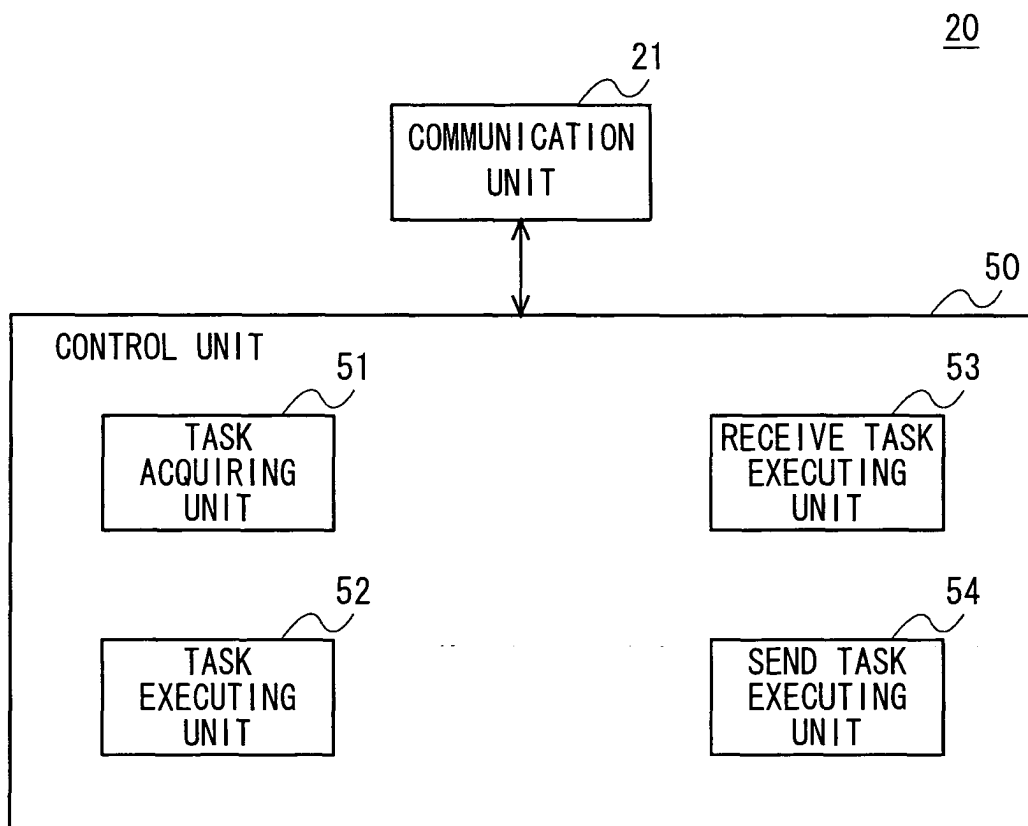 20
21
COMMUNICATION
UNIT
50
CONTROL UNIT
51
TASK
ACQUIRING
UNIT
53
RECEIVE TASK
EXECUTING
UNIT
52
TASK
EXECUTING
UNIT
54
SEND TASK
EXECUTING
UNIT